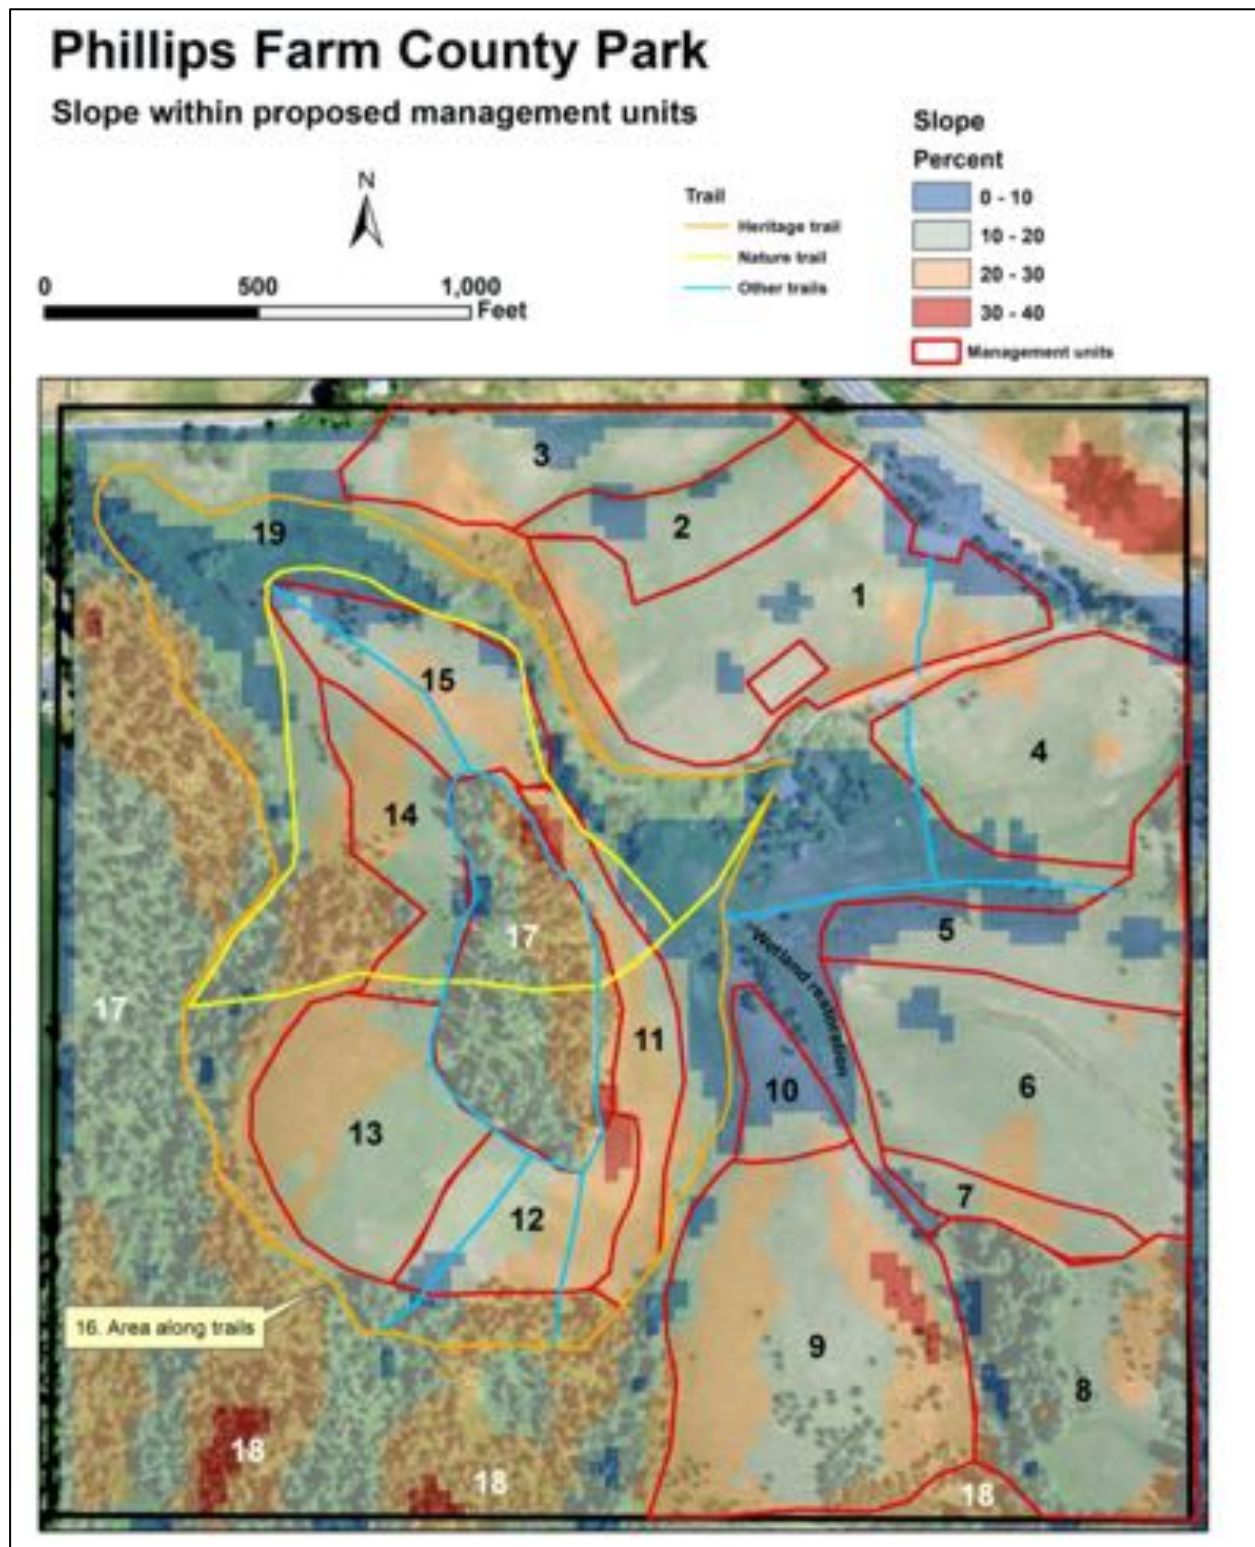 Phillips Farm County Park
Slope within proposed management units
N
0 500 1,000
Feet
Trail
Heritage trail
Nature trail
Other trails
Slope
Percent
0 - 10
10 - 20
20 - 30
30 - 40
Management units
3
2
19
1
15
4
14
17
5
17
Wetland restoration
11
10
6
13
7
12
16. Area along trails
9
8
18
18
18